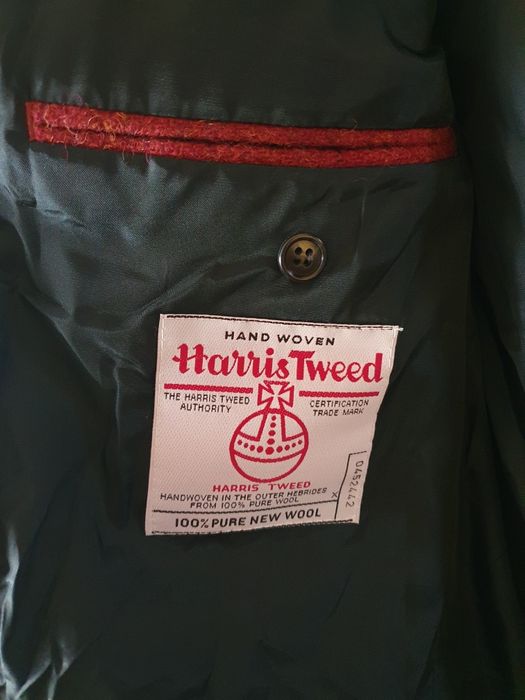 HAND WOVEN
Harris Tweed
THE HARRIS TWEED
AUTHORITY
CERTIFICATION
TRADE MARK
HARRIS TWEED
HANDWOVEN IN THE OUTER HEBRIDES
FROM 100% PURE WOOL
100% PURE NEW WOOL
X
D452442